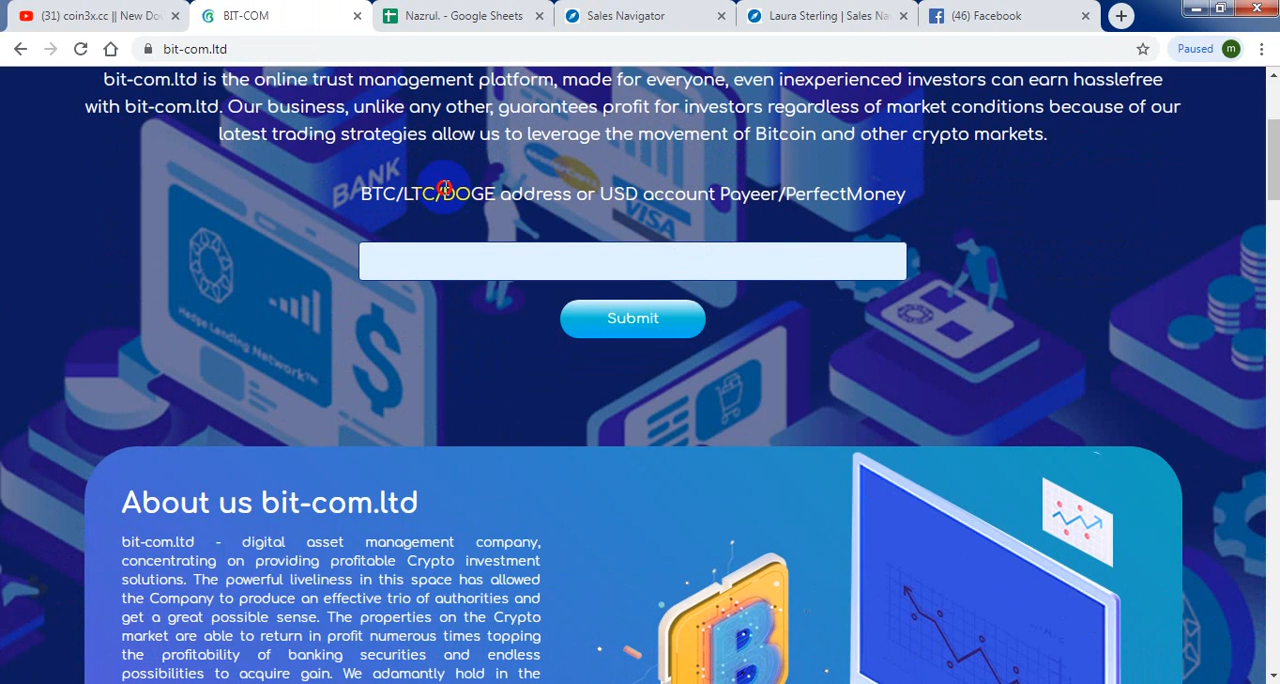 (31) coin3x.cc || New Do
BIT-COM
Nazrul. - Google Sheets
Sales Navigator
Laura Sterling | Sales Na
(46) Facebook
bit-com.ltd
Paused
m
bit-com.ltd is the online trust management platform, made for everyone, even inexperienced investors can earn hasslefree
with bit-com.ltd. Our business, unlike any other, guarantees profit for investors regardless of market conditions because of our
latest trading strategies allow us to leverage the movement of Bitcoin and other crypto markets.
BANK
VISA
BTC/LTC/DOGE address or USD account Payeer/PerfectMoney
Submit
Hedge Lending Network™
About us bit-com.ltd
bit-com.ltd - digital asset management company,
concentrating on providing profitable Crypto investment
solutions. The powerful liveliness in this space has allowed
the Company to produce an effective trio of authorities and
get a great possible sense. The properties on the Crypto
market are able to return in profit numerous times topping
the profitability of banking securities and endless
possibilities to acquire gain. We adamantly hold in the